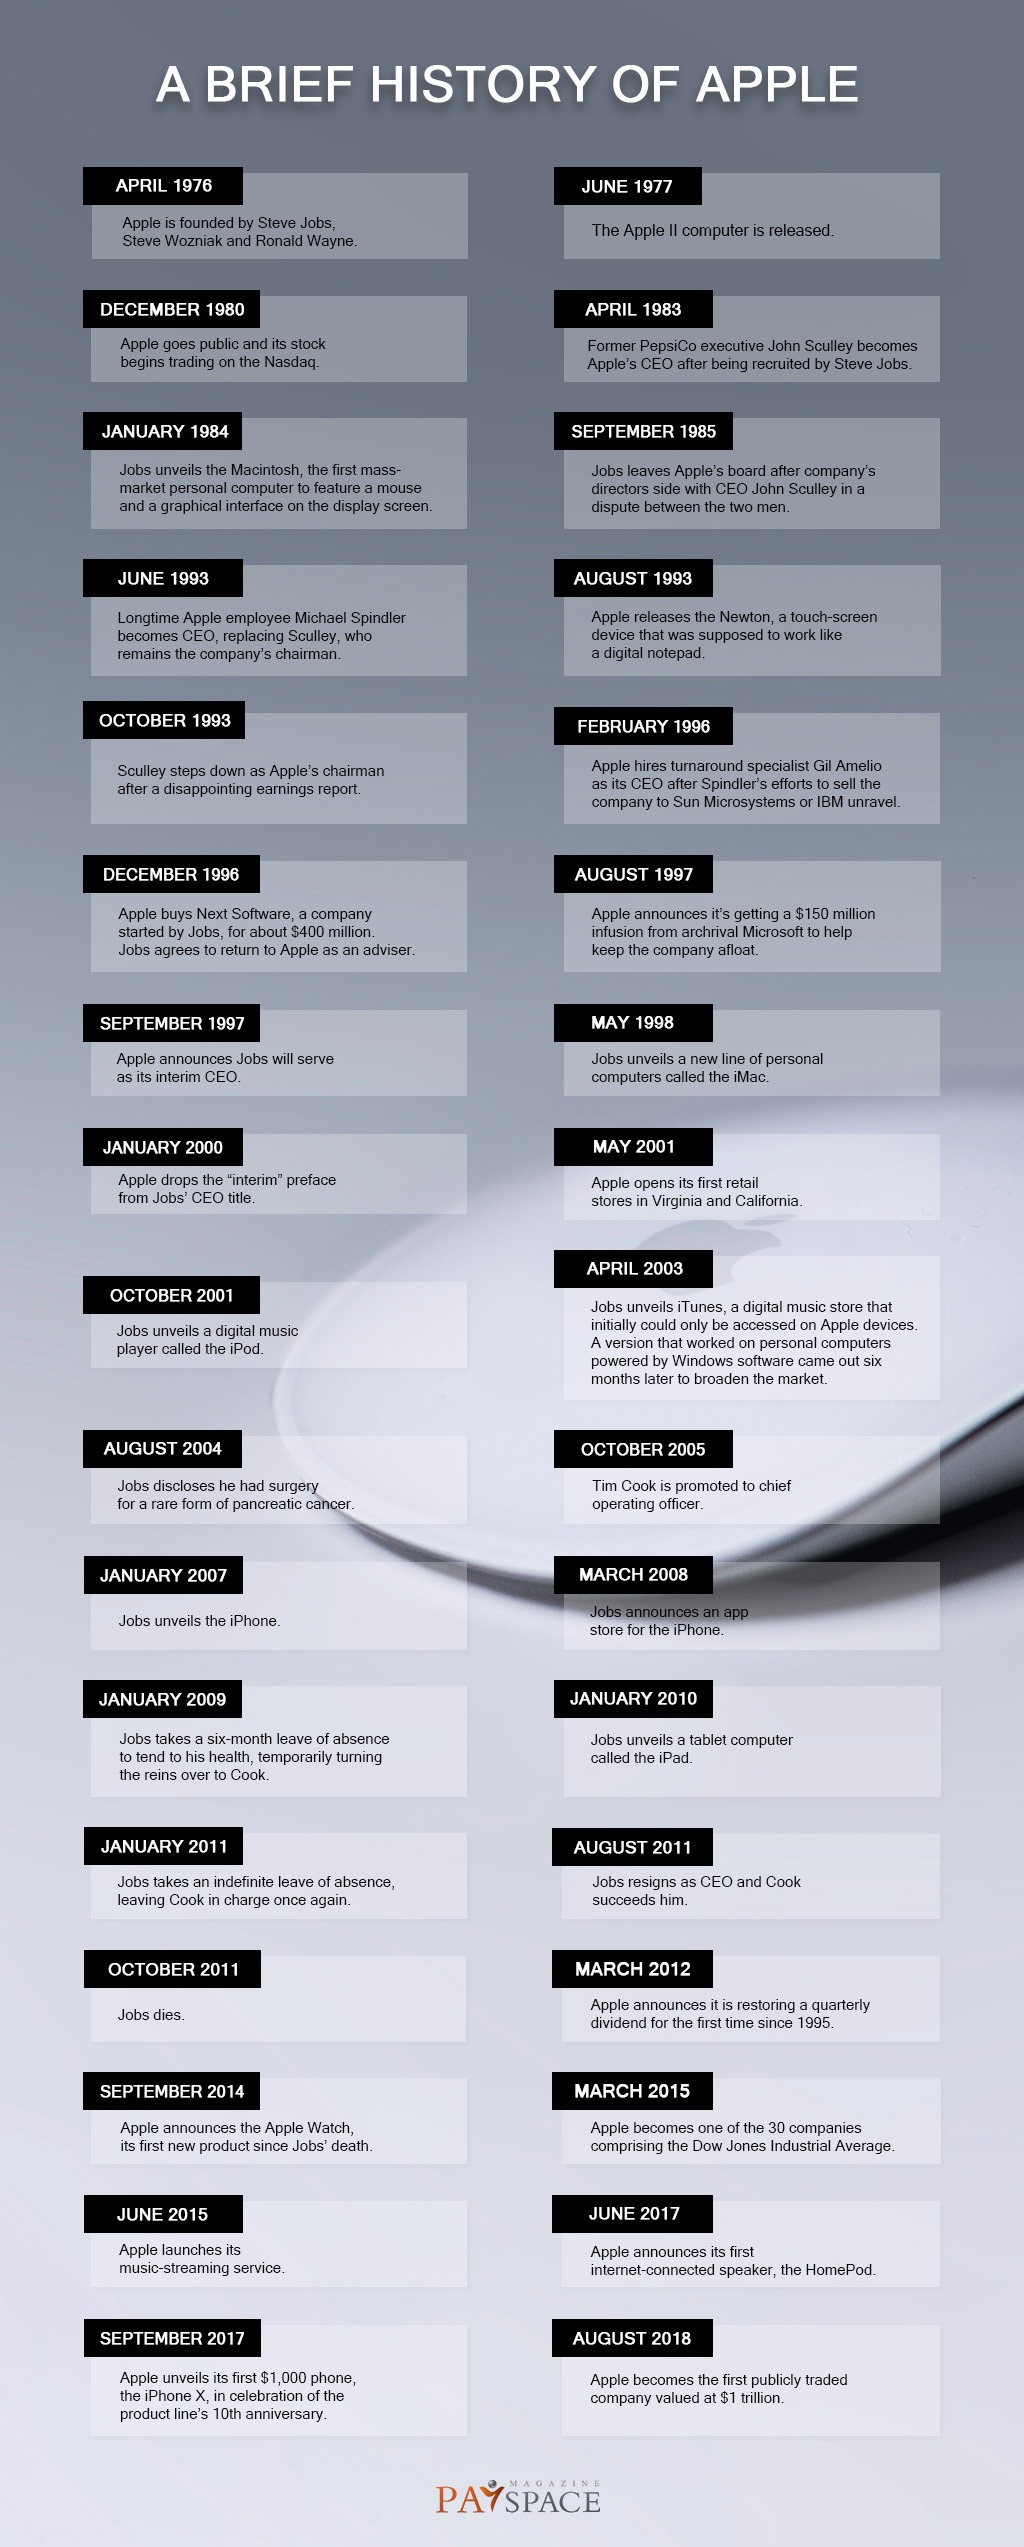 A BRIEF HISTORY OF APPLE
APRIL 1976
Apple is founded by Steve Jobs,
Steve Wozniak and Ronald Wayne.
JUNE 1977
The Apple II computer is released.
DECEMBER 1980
Apple goes public and its stock
begins trading on the Nasdaq.
APRIL 1983
Former PepsiCo executive John Sculley becomes
Apple's CEO after being recruited by Steve Jobs.
JANUARY 1984
Jobs unveils the Macintosh, the first mass-
market personal computer to feature a mouse
and a graphical interface on the display screen.
SEPTEMBER 1985
Jobs leaves Apple's board after company's
directors side with CEO John Sculley in a
dispute between the two men.
JUNE 1993
Longtime Apple employee Michael Spindler
becomes CEO, replacing Sculley, who
remains the company's chairman.
AUGUST 1993
Apple releases the Newton, a touch-screen
device that was supposed to work like
a digital notepad.
OCTOBER 1993
Sculley steps down as Apple's chairman
after a disappointing earnings report.
FEBRUARY 1996
Apple hires turnaround specialist Gil Amelio
as its CEO after Spindler's efforts to sell the
company to Sun Microsystems or IBM unravel.
DECEMBER 1996
Apple buys Next Software, a company
started by Jobs, for about $400 million.
Jobs agrees to return to Apple as an adviser.
AUGUST 1997
Apple announces it's getting a $150 million
infusion from archrival Microsoft to help
keep the company afloat.
SEPTEMBER 1997
Apple announces Jobs will serve
as its interim CEO.
MAY 1998
Jobs unveils a new line of personal
computers called the iMac.
JANUARY 2000
Apple drops the “interim” preface
from Jobs' CEO title.
MAY 2001
Apple opens its first retail
stores in Virginia and California.
OCTOBER 2001
Jobs unveils a digital music
player called the iPod.
APRIL 2003
Jobs unveils iTunes, a digital music store that
initially could only be accessed on Apple devices.
A version that worked on personal computers
powered by Windows software came out six
months later to broaden the market.
AUGUST 2004
Jobs discloses he had surgery
for a rare form of pancreatic cancer.
OCTOBER 2005
Tim Cook is promoted to chief
operating officer.
JANUARY 2007
Jobs unveils the iPhone.
MARCH 2008
Jobs announces an app
store for the iPhone.
JANUARY 2009
Jobs takes a six-month leave of absence
to tend to his health, temporarily turning
the reins over to Cook.
JANUARY 2010
Jobs unveils a tablet computer
called the iPad.
JANUARY 2011
Jobs takes an indefinite leave of absence,
leaving Cook in charge once again.
AUGUST 2011
Jobs resigns as CEO and Cook
succeeds him.
OCTOBER 2011
Jobs dies.
MARCH 2012
Apple announces it is restoring a quarterly
dividend for the first time since 1995.
SEPTEMBER 2014
Apple announces the Apple Watch,
its first new product since Jobs' death.
MARCH 2015
Apple becomes one of the 30 companies
comprising the Dow Jones Industrial Average.
JUNE 2015
Apple launches its
music-streaming service.
JUNE 2017
Apple announces its first
internet-connected speaker, the HomePod.
SEPTEMBER 2017
Apple unveils its first $1,000 phone,
the iPhone X, in celebration of the
product line's 10th anniversary.
AUGUST 2018
Apple becomes the first publicly traded
company valued at $1 trillion.
MAGAZINE
PAYSPACE